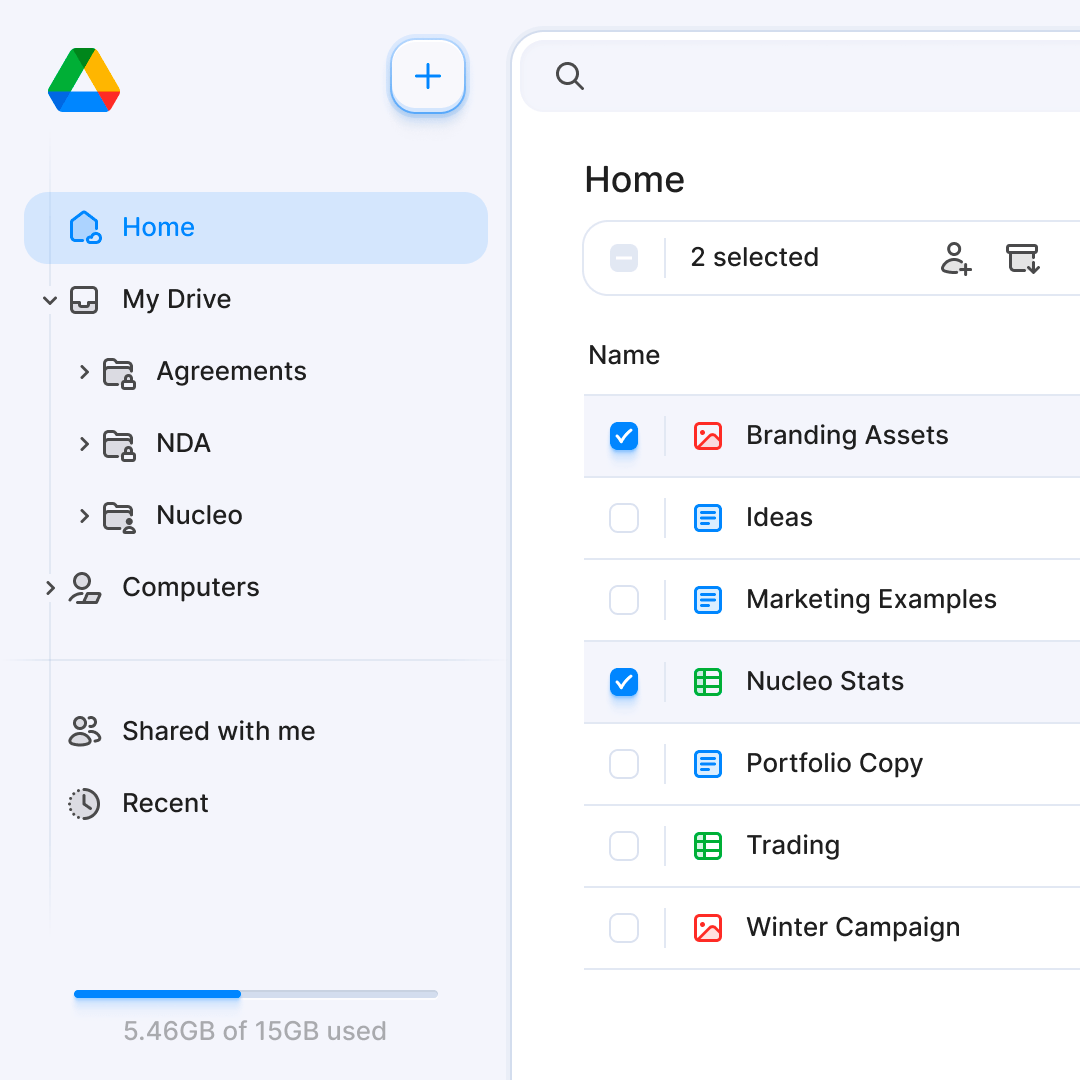 Home
My Drive
Agreements
NDA
Nucleo
Computers
Shared with me
Recent
5.46GB of 15GB used
Home
2 selected
Name
Branding Assets
Ideas
Marketing Examples
Nucleo Stats
Portfolio Copy
Trading
Winter Campaign